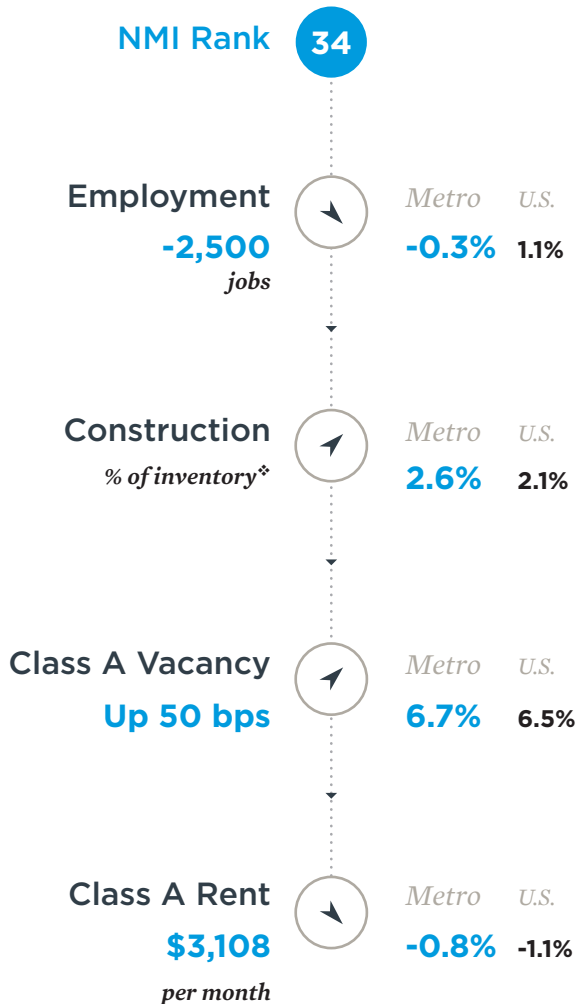 NMI Rank 34
Employment Metro U.S.
-2,500 -0.3% 1.1%
jobs
Construction Metro U.S.
% of inventory❖ 2.6% 2.1%
Class A Vacancy Metro U.S.
Up 50 bps 6.7% 6.5%
Class A Rent Metro U.S.
$3,108 -0.8% -1.1%
per month